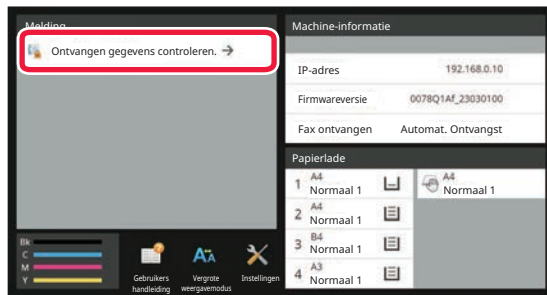 Melding
Ontvangen gegevens controleren. →
Machine-informatie
IP-adres 192.168.0.10
Firmwareversie 0078Q1Af_23030100
Fax ontvangen Automat. Ontvangst
Papierlade
1 A4 Normaal 1
A4 Normaal 1
2 A4 Normaal 1
3 B4 Normaal 1
4 A3 Normaal 1
Bk
C
M
Y
Gebruikers handleiding
Vergrote weergavemodus
Instellingen